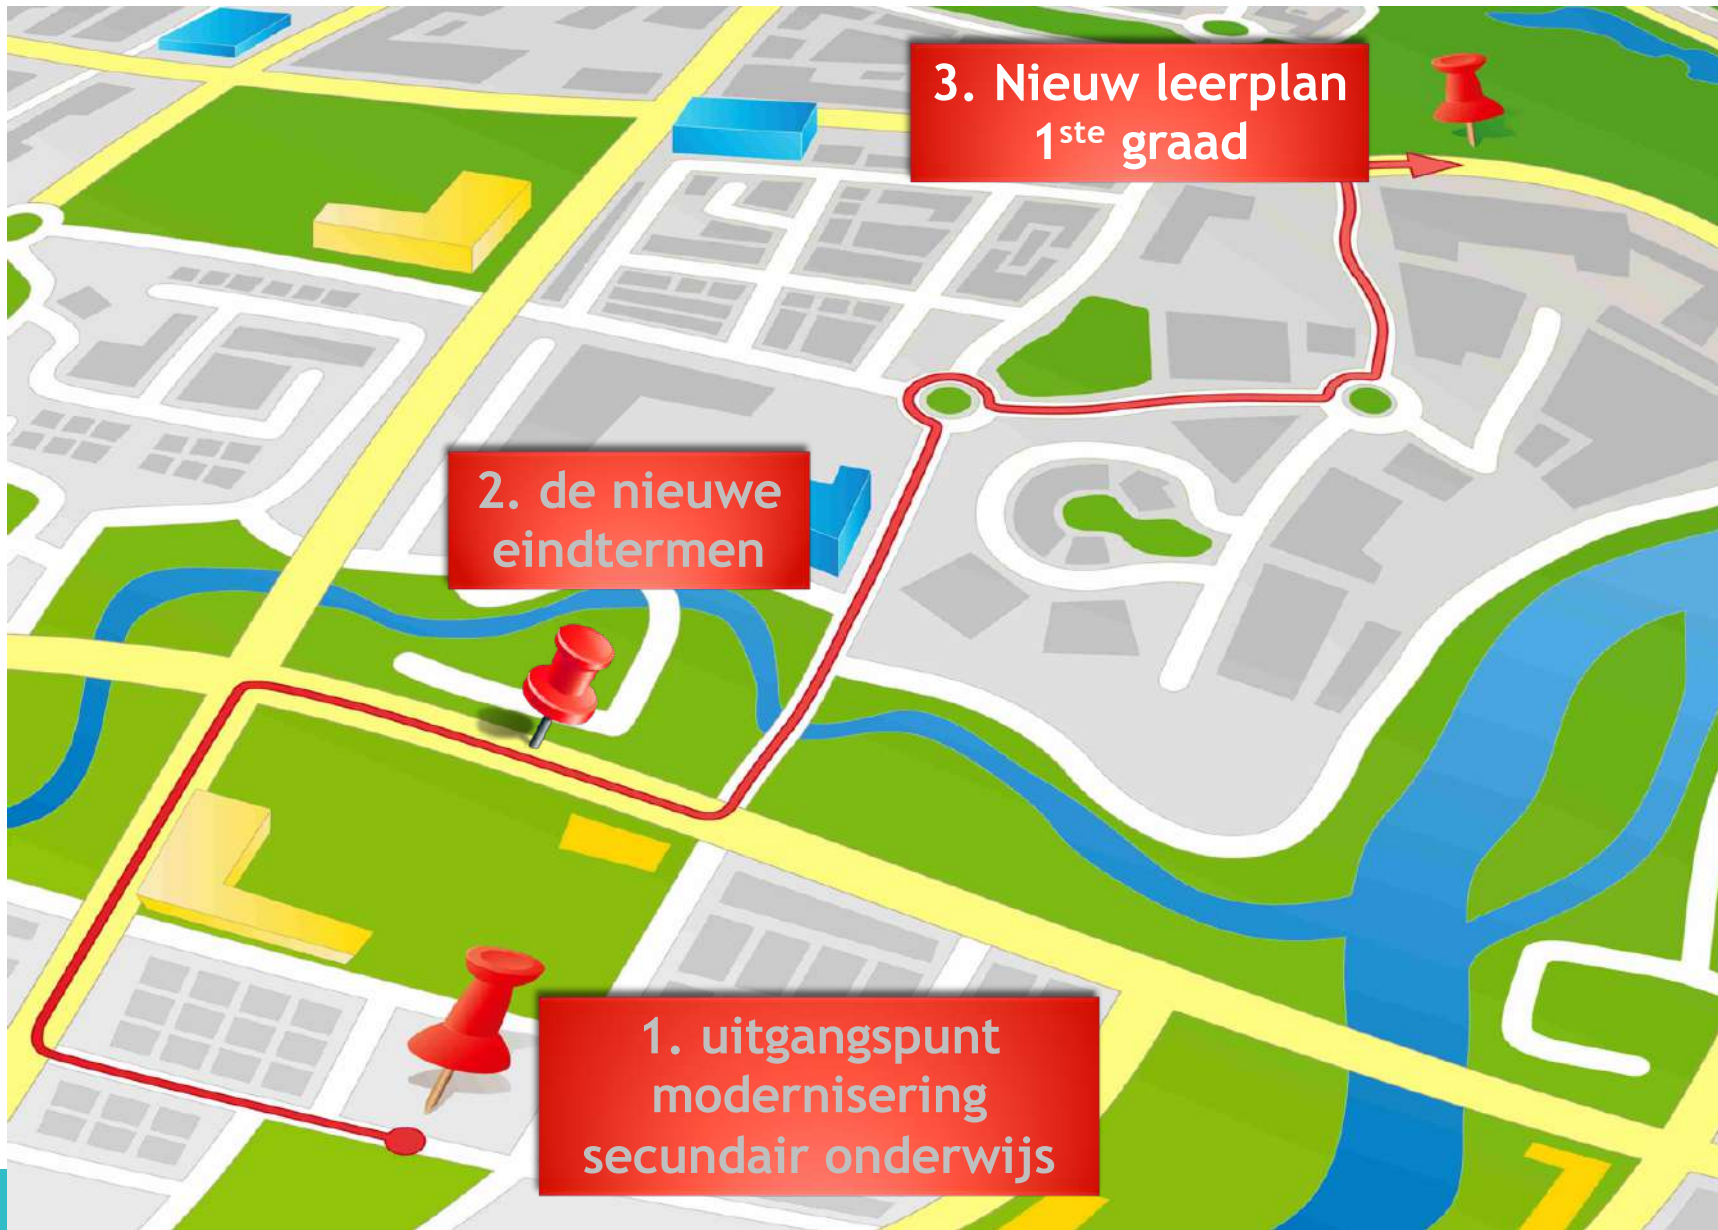 3. Nieuw leerplan
1ste graad
2. de nieuwe
eindtermen
1. uitgangspunt
modernisering
secundair onderwijs